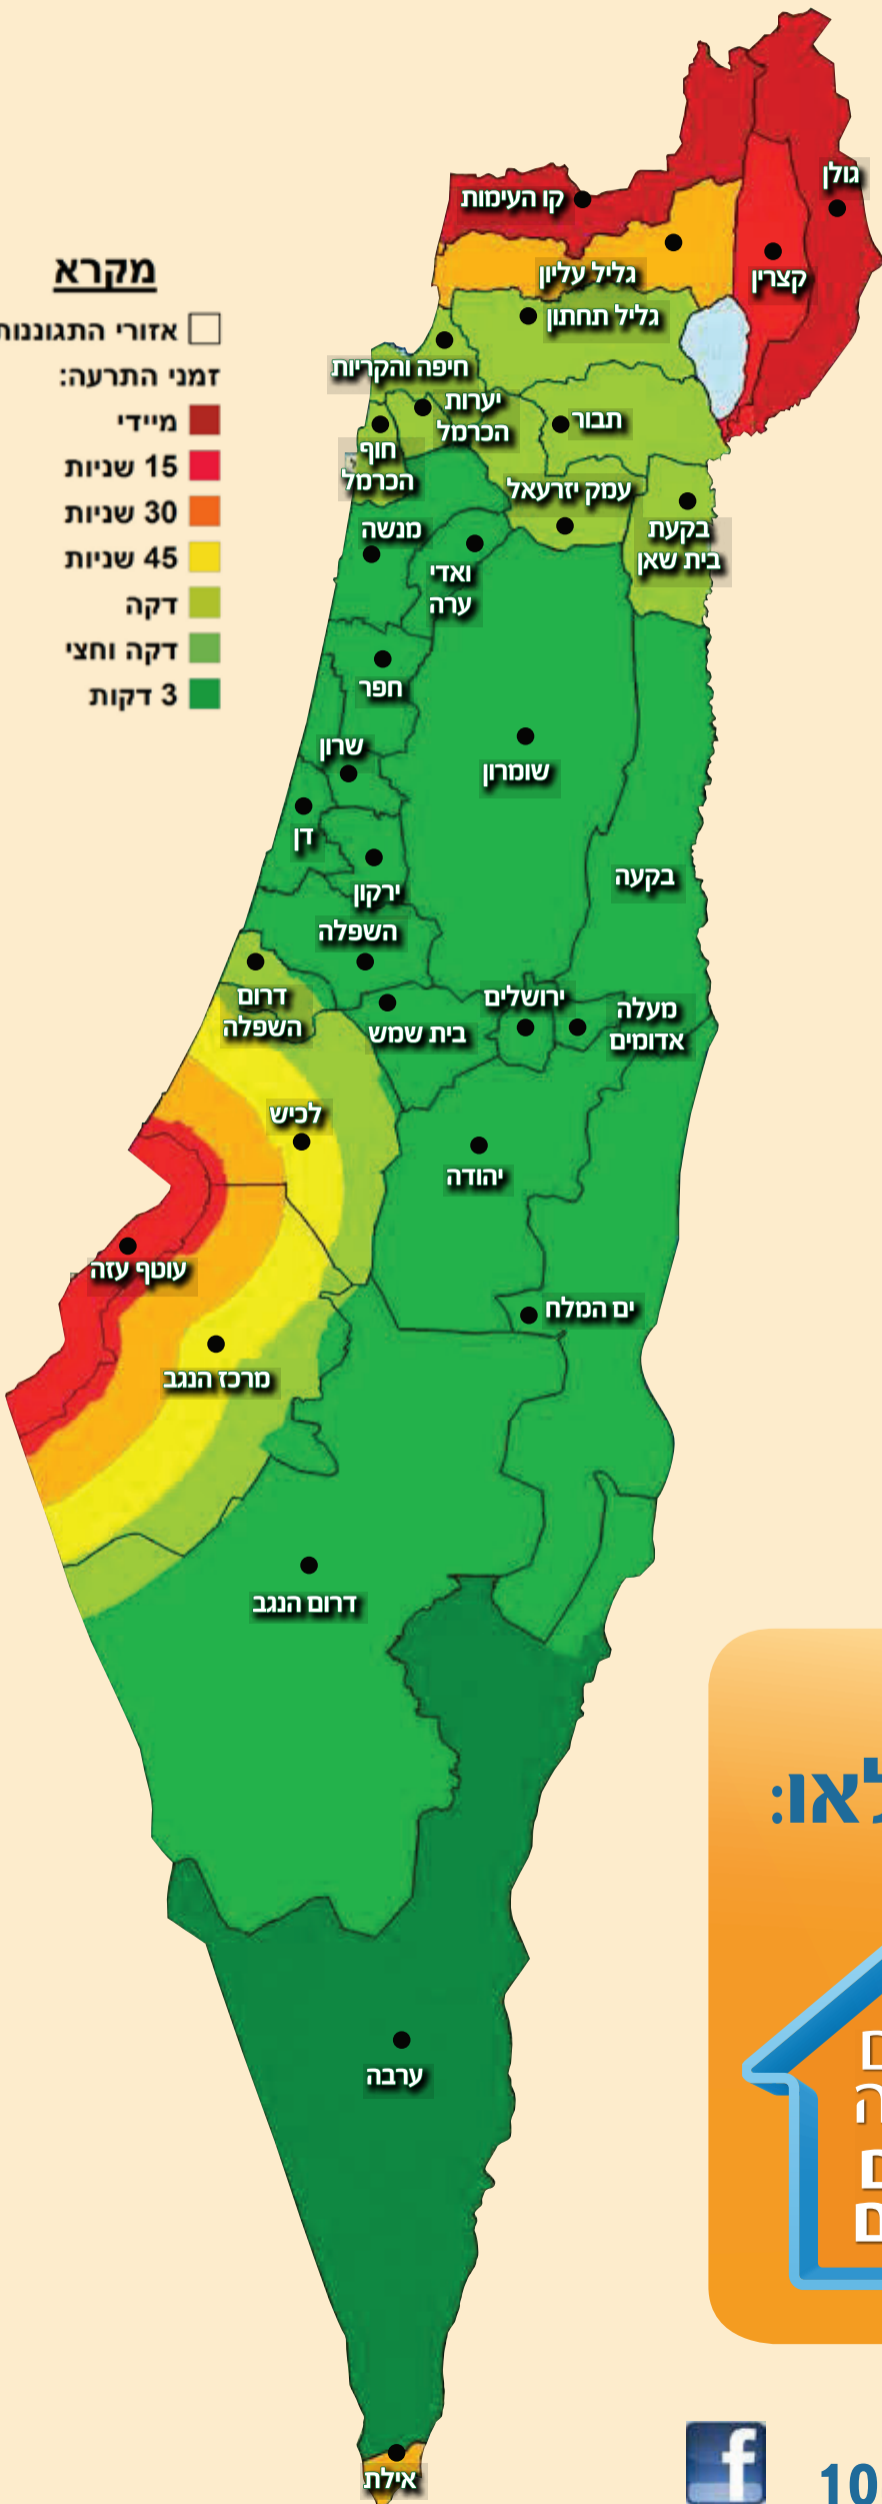 מקרא
אזורי התגוננות
זמני התרעה:
מיידי
15 שניות
30 שניות
45 שניות
דקה
דקה וחצי
3 דקות
גולן
קו העימות
קצרין
גליל עליון
גליל תחתון
חיפה והקריות
יערות
הכרמל
תבור
חוף
הכרמל
עמק יזרעאל
בקעת
בית שאן
מנשה
ואדי
ערה
חפר
שרון
שומרון
דן
ירקון
בקעה
השפלה
דרום
השפלה
בית שמש
ירושלים
מעלה
אדומים
לכיש
יהודה
עוטף עזה
ים המלח
מרכז הנגב
דרום הנגב
ערבה
אילת
f
10